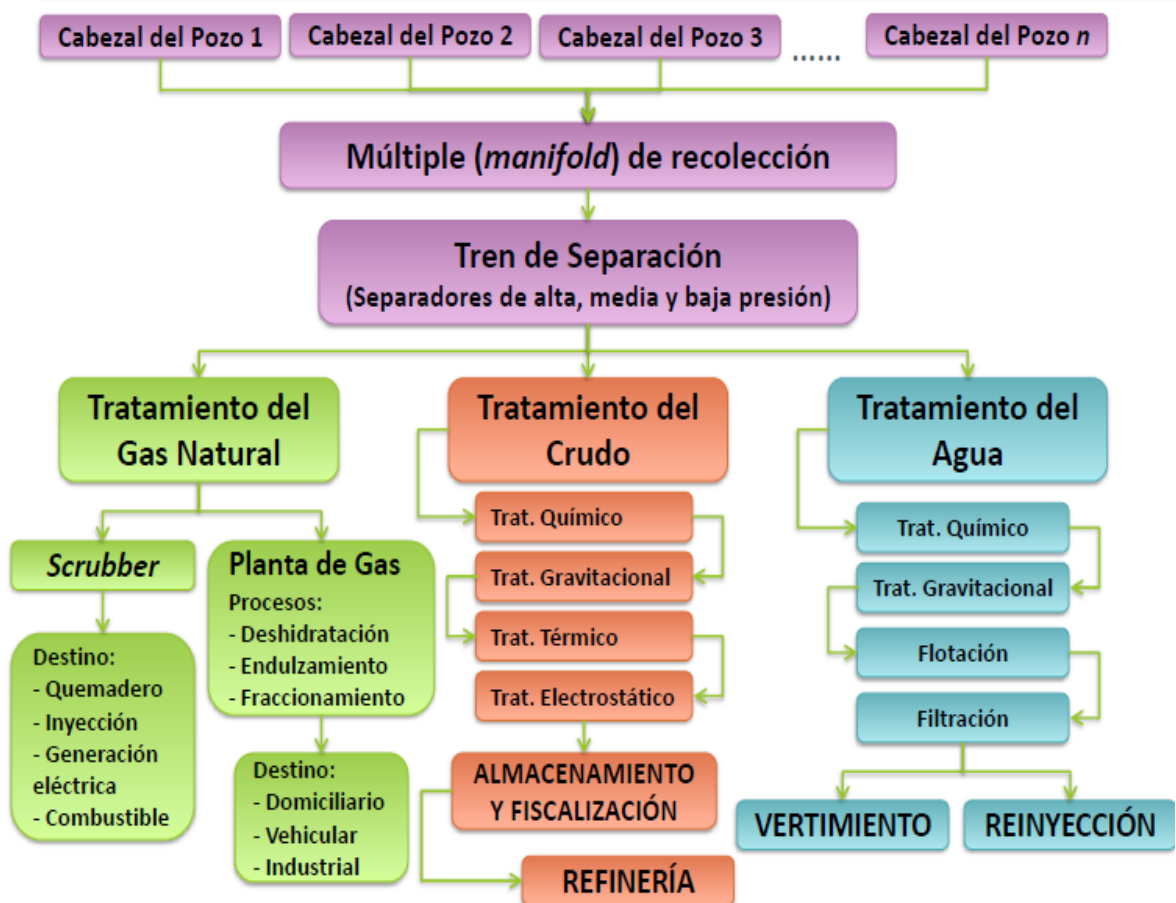 Cabezal del Pozo 1
Cabezal del Pozo 2
Cabezal del Pozo 3
......
Cabezal del Pozo n
Múltiple (manifold) de recolección
Tren de Separación
(Separadores de alta, media y baja presión)
Tratamiento del
Gas Natural
Scrubber
Destino:
- Quemadero
- Inyección
- Generación
eléctrica
- Combustible
Planta de Gas
Procesos:
- Deshidratación
- Endulzamiento
- Fraccionamiento
Destino:
- Domiciliario
- Vehicular
- Industrial
Tratamiento del
Crudo
Trat. Químico
Trat. Gravitacional
Trat. Térmico
Trat. Electrostático
ALMACENAMIENTO
Y FISCALIZACIÓN
REFINERÍA
Tratamiento del
Agua
Trat. Químico
Trat. Gravitacional
Flotación
Filtración
VERTIMIENTO
REINYECCIÓN